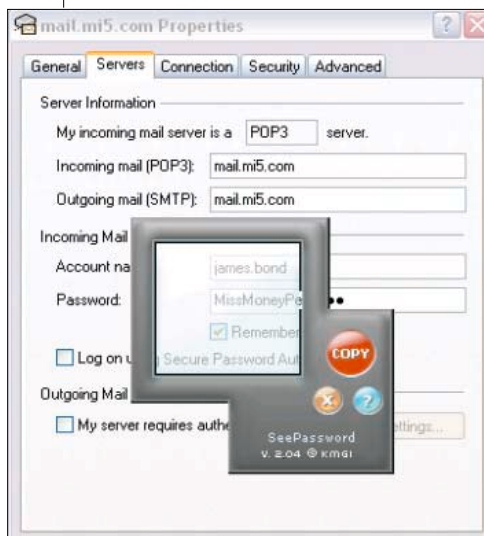 mail.mi5.com Properties
General Servers Connection Security Advanced
Server Information
My incoming mail server is a POP3 server.
Incoming mail (POP3): mail.mi5.com
Outgoing mail (SMTP): mail.mi5.com
Incoming Mail
Account na james.bond
Password: MissMoneyPe ••
Remember
Log on u Secure Password Aut
COPY
Outgoing Mail
My server requires authe ettings...
SeePassword
v. 2.04 @ KMGI